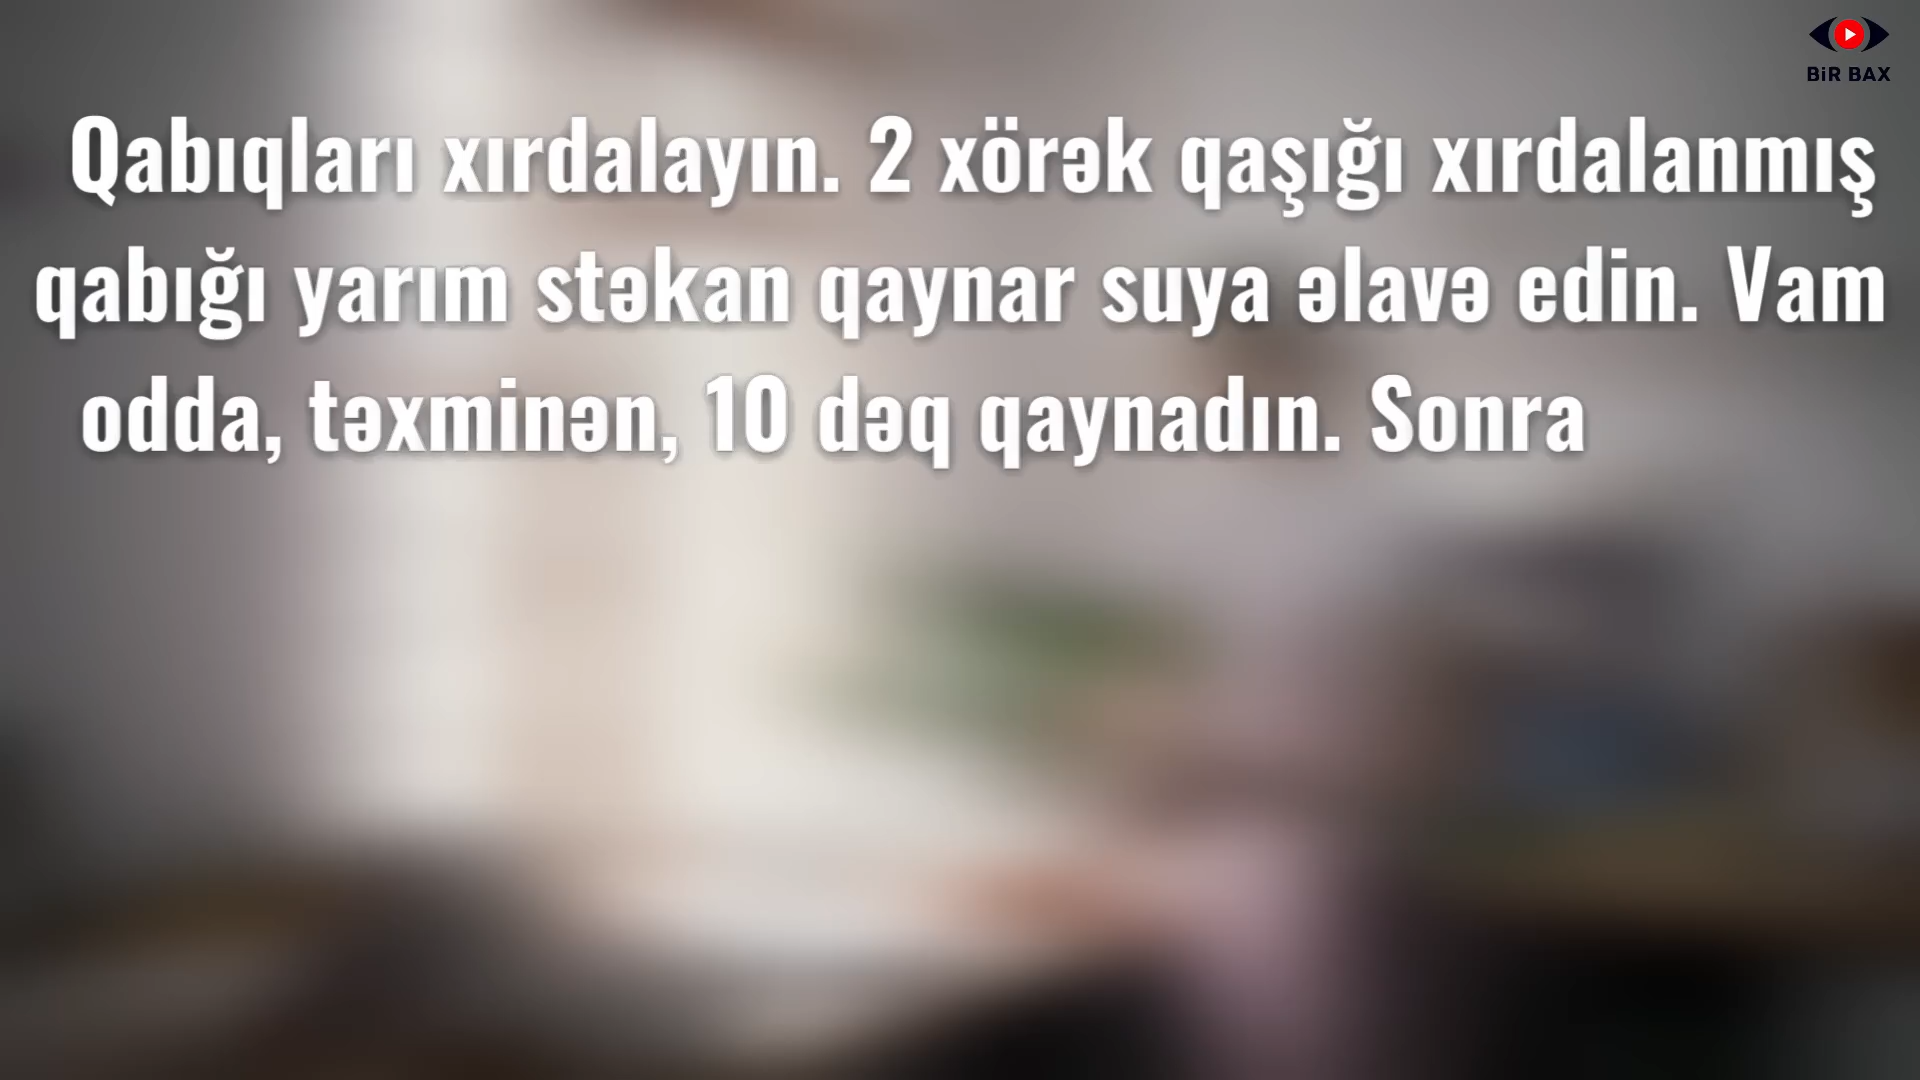 BiR BAX
Qabıqları xırdalayın. 2 xörək qaşığı xırdalanmış
qabığı yarım stəkan qaynar suya əlavə edin. Vam
odda, təxminən, 10 dəq qaynadın. Sonra